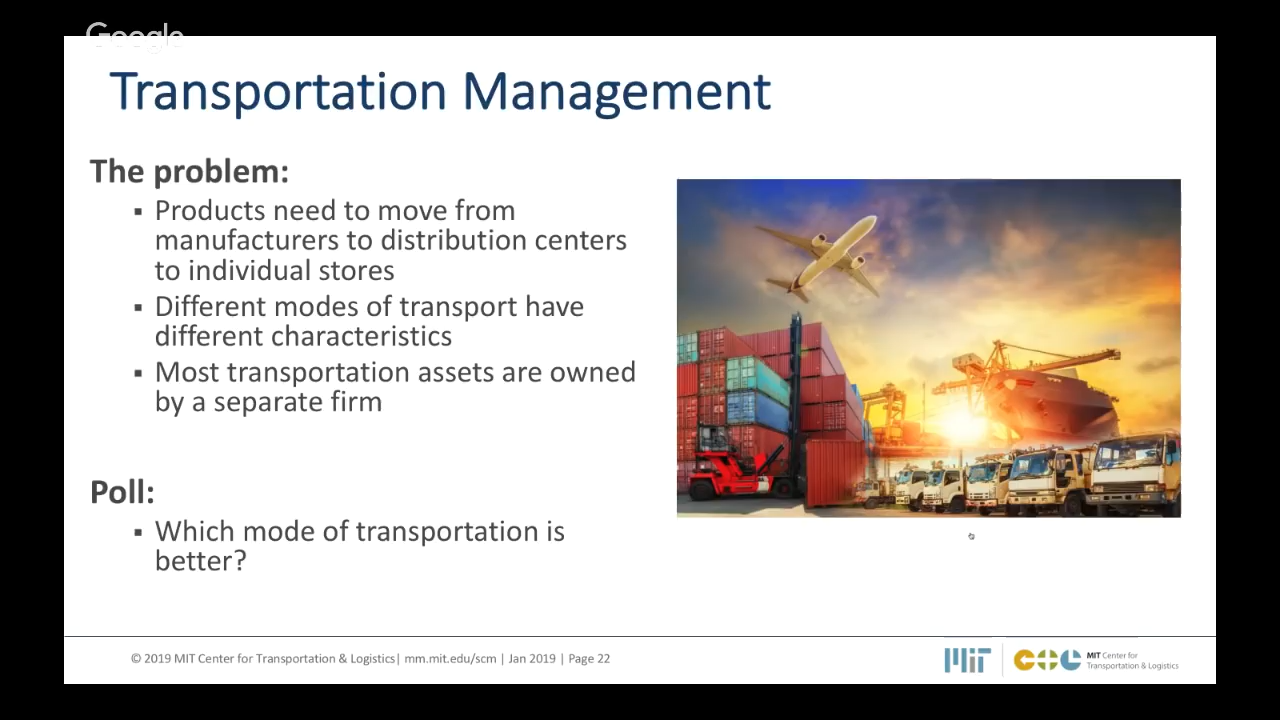 Google
Transportation Management
The problem:
▪ Products need to move from
manufacturers to distribution centers
to individual stores
▪ Different modes of transport have
different characteristics
▪ Most transportation assets are owned
by a separate firm
Poll:
▪ Which mode of transportation is
better?
© 2019 MIT Center for Transportation & Logistics| mm.mit.edu/scm | Jan 2019 | Page 22
MIT
CTL
MIT Center for
Transportation & Logistics